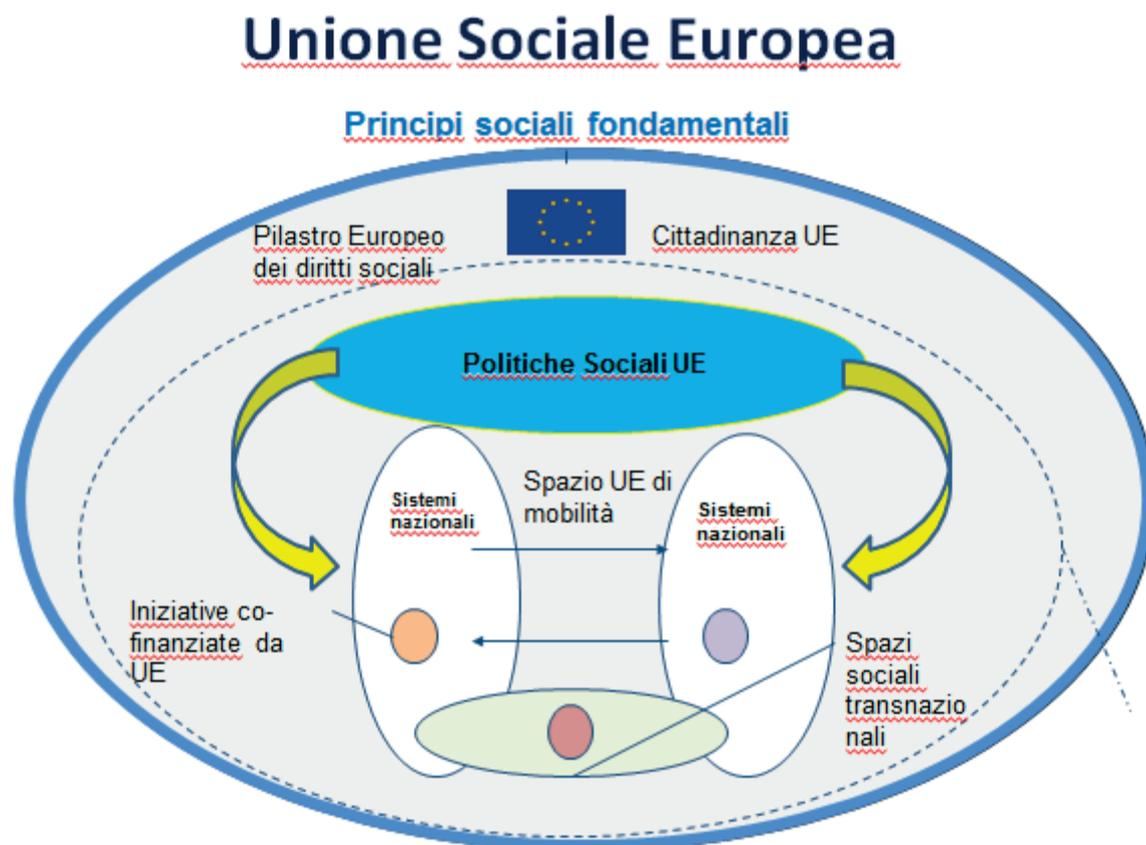 Unione Sociale Europea
Principi sociali fondamentali
Pilastro Europeo
dei diritti sociali
Cittadinanza UE
Politiche Sociali UE
Sistemi
nazionali
Spazio UE di
mobilità
Sistemi
nazionali
Iniziative co-
finanziate da
UE
Spazi
sociali
transnazio
nali